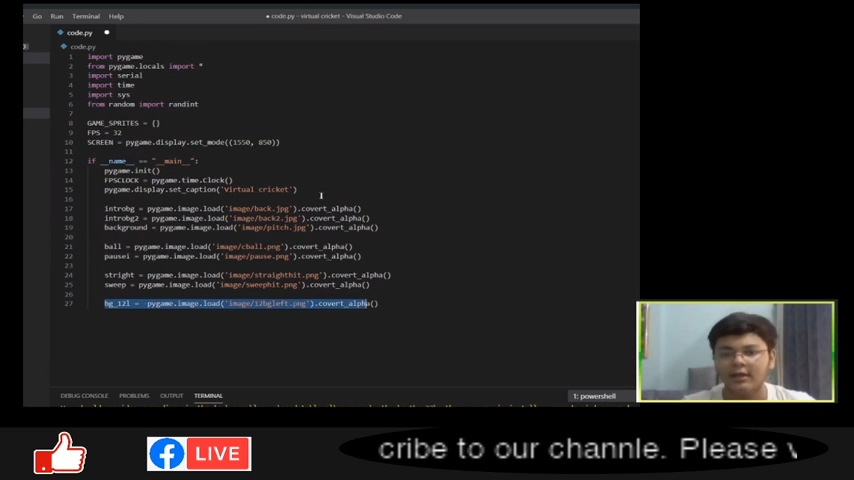 Go Run Terminal Help ● code.py - virtual cricket - Visual Studio Code
code.py ●
code.py
1 import pygame
2 from pygame.locals import *
3 import serial
4 import time
5 import sys
6 from random import randint
7
8 GAME_SPRITES = {}
9 FPS = 32
10 SCREEN = pygame.display.set_mode((1550, 850))
11
12 if __name__ == "__main__":
13 pygame.init()
14 FPSCLOCK = pygame.time.Clock()
15 pygame.display.set_caption('Virtual cricket')
16
17 introbg = pygame.image.load('image/back.jpg').covert_alpha()
18 introbg2 = pygame.image.load('image/back2.jpg').covert_alpha()
19 background = pygame.image.load('image/pitch.jpg').covert_alpha()
20
21 ball = pygame.image.load('image/cball.png').covert_alpha()
22 pausei = pygame.image.load('image/pause.png').covert_alpha()
23
24 stright = pygame.image.load('image/straighthit.png').covert_alpha()
25 sweep = pygame.image.load('image/sweephit.png').covert_alpha()
26
27 bg_12l = pygame.image.load('image/12bgleft.png').covert_alpha()
DEBUG CONSOLE PROBLEMS OUTPUT TERMINAL 1: powershell
LIVE
cribe to our channle. Please